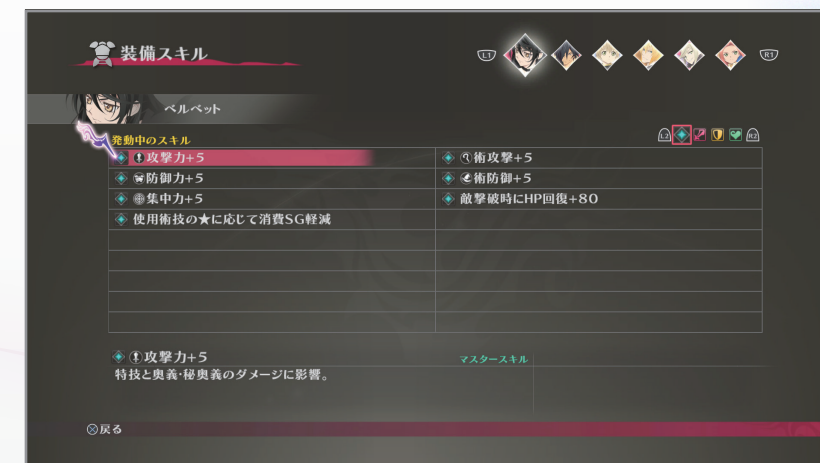 装備スキル
L1
R1
ベルベット
発動中のスキル
L2
R2
攻撃力+5
術攻撃+5
防御力+5
術防御+5
集中力+5
敵撃破時にHP回復+80
使用術技の★に応じて消費SG軽減
攻撃力+5
マスタースキル
特技と奥義・秘奥義のダメージに影響。
戻る